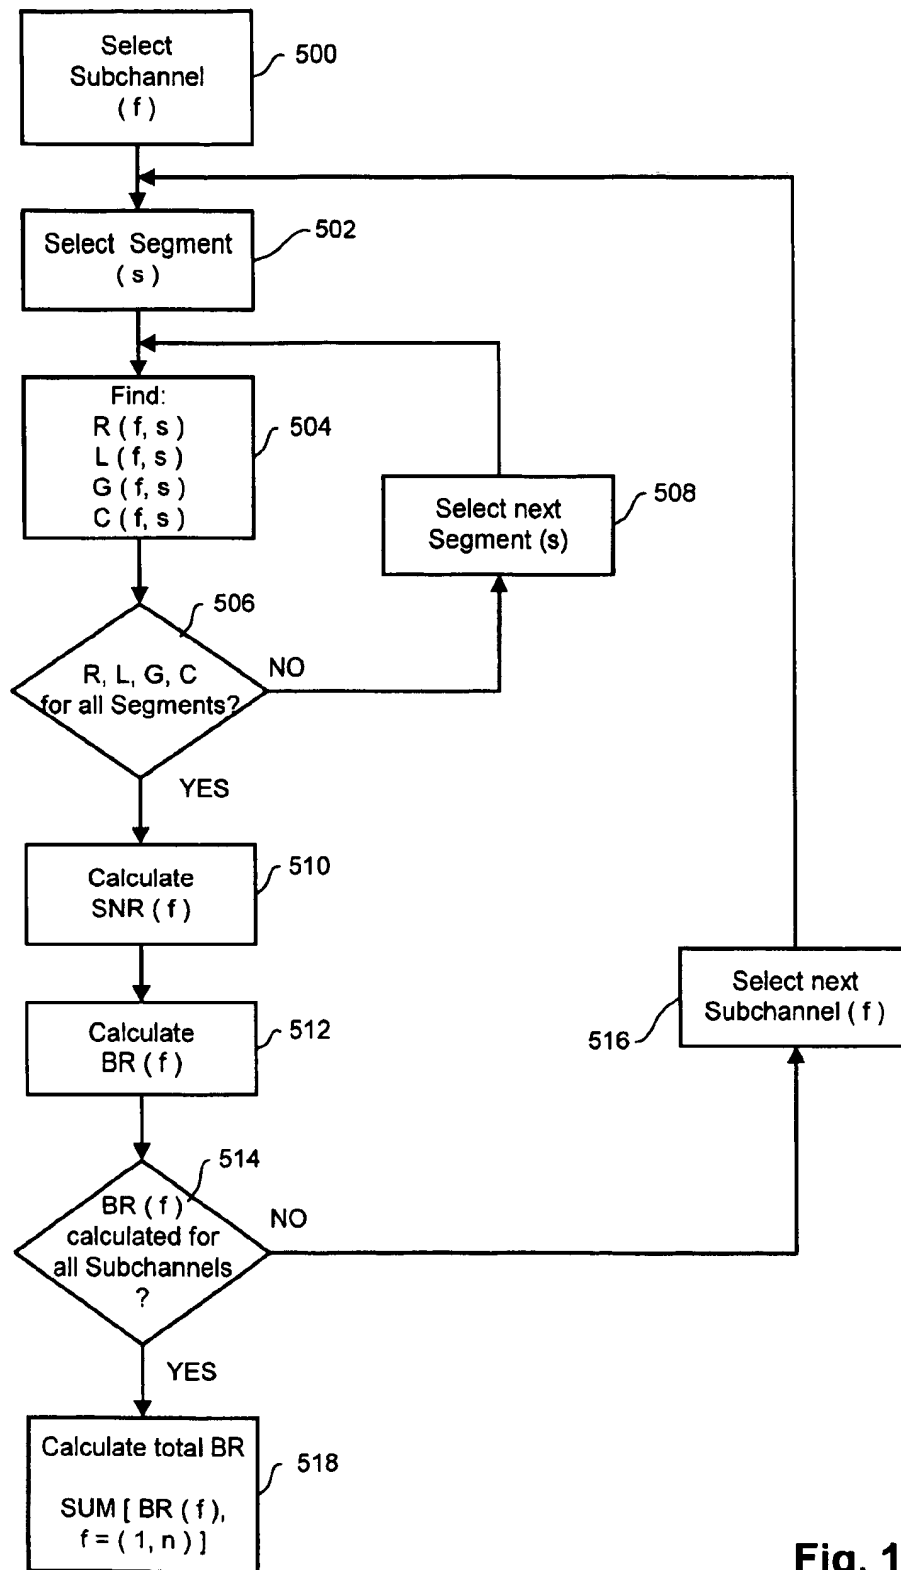 Select
Subchannel
( f )
500
Select Segment
( s )
502
Find:
R ( f, s )
L ( f, s )
G ( f, s )
C ( f, s )
504
Select next
Segment (s)
508
506
R, L, G, C
for all Segments?
NO
YES
Calculate
SNR ( f )
510
Calculate
BR ( f )
512
Select next
Subchannel ( f )
516
514
BR ( f )
calculated for
all Subchannels
?
NO
YES
Calculate total BR
SUM [ BR ( f ),
f = ( 1, n ) ]
518
Fig. 1